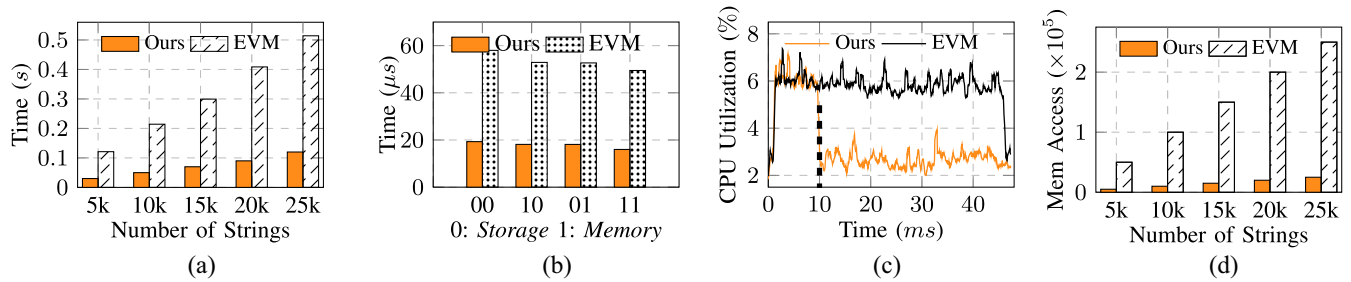 Time (s)
0.5
0.4
0.3
0.2
0.1
0
Ours EVM
5k 10k 15k 20k 25k
Number of Strings
(a)
Time (μs)
60
40
20
0
Ours EVM
00 10 01 11
0: Storage 1: Memory
(b)
CPU Utilization (%)
8
6
4
2
Ours EVM
0 10 20 30 40
Time (ms)
(c)
Mem Access (×10⁵)
2
1
0
Ours EVM
5k 10k 15k 20k 25k
Number of Strings
(d)